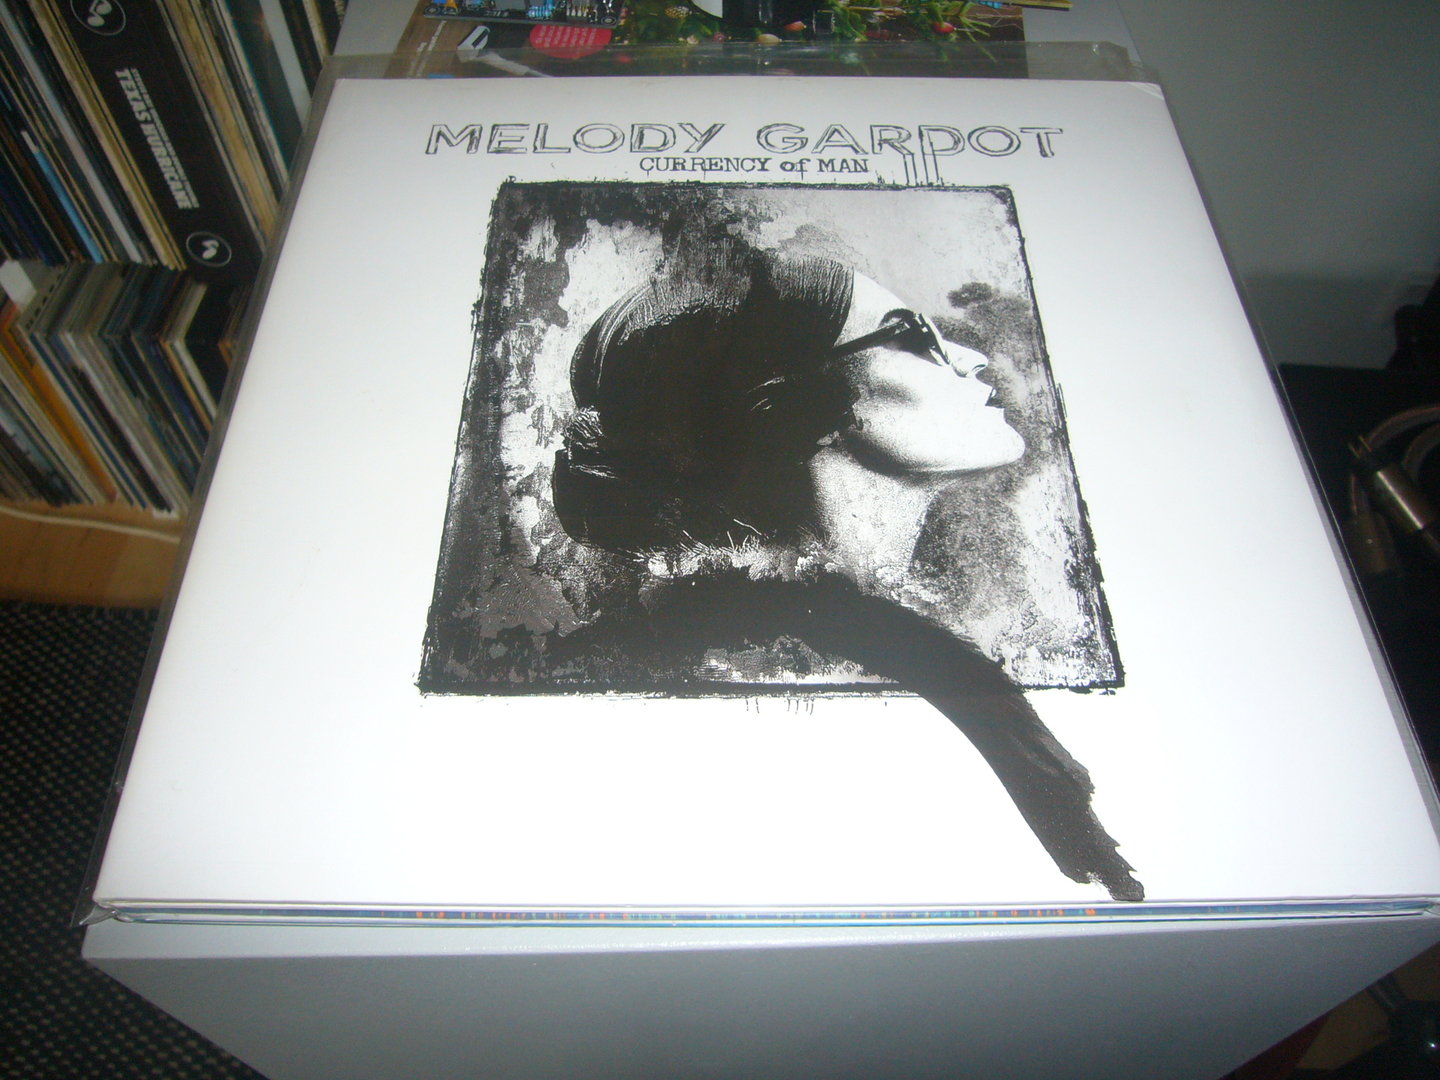 MELODY GARDOT
CURRENCY of MAN
TEXAS HURRICANE